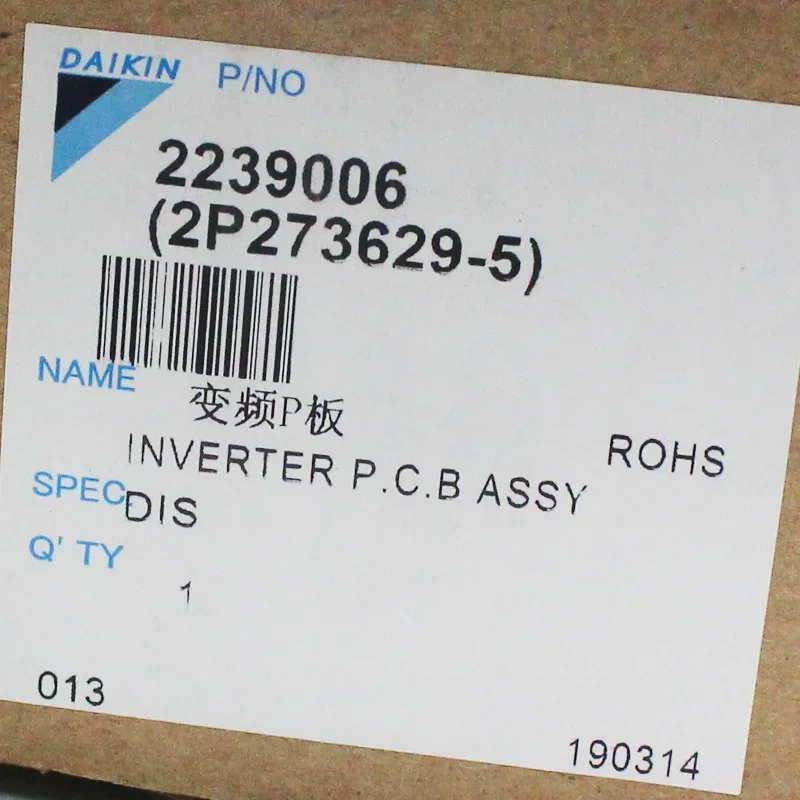 DAIKIN P/NO
2239006
(2P273629-5)
NAME
变频P板
INVERTER P.C.B ASSY ROHS
SPEC DIS
Q' TY
1
013
190314